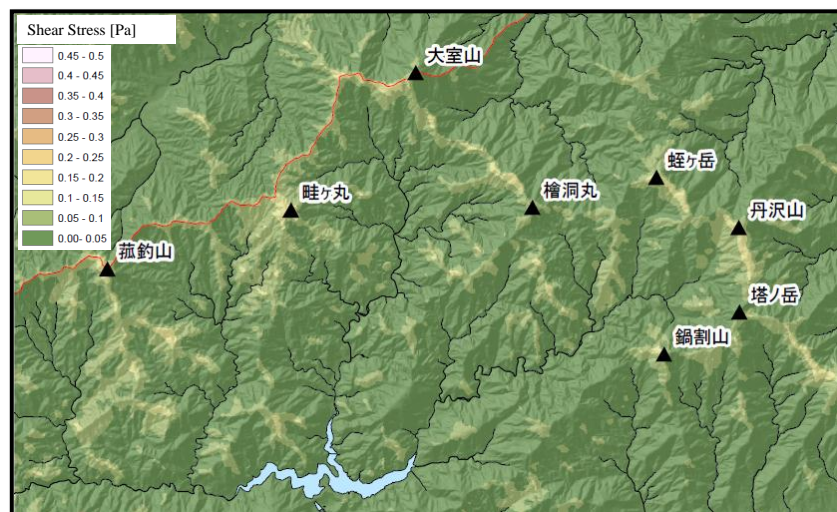 Shear Stress [Pa]
0.45 - 0.5
0.4 - 0.45
0.35 - 0.4
0.3 - 0.35
0.25 - 0.3
0.2 - 0.25
0.15 - 0.2
0.1 - 0.15
0.05 - 0.1
0.00- 0.05
大室山
蛭ヶ岳
畦ヶ丸
檜洞丸
丹沢山
菰釣山
塔ノ岳
鍋割山